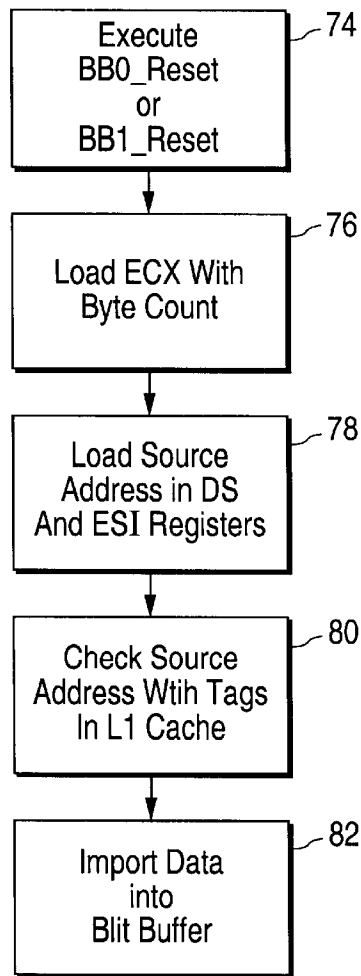 Execute
BB0_Reset
or
BB1_Reset
74
Load ECX With
Byte Count
76
Load Source
Address in DS
And ESI Registers
78
Check Source
Address Wtih Tags
In L1 Cache
80
Import Data
into
Blit Buffer
82